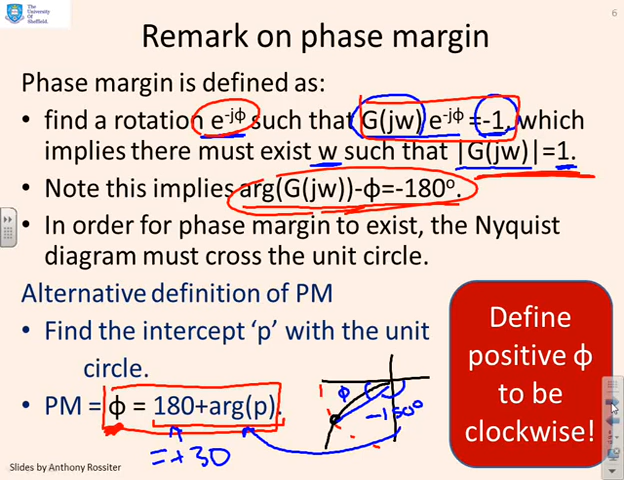 The
University
Of
Sheffield.
6
Remark on phase margin
Phase margin is defined as:
• find a rotation e^-jφ such that G(jw) e^-jφ =-1, which
implies there must exist w such that |G(jw)|=1.
• Note this implies arg(G(jw))-φ=-180º.
• In order for phase margin to exist, the Nyquist
diagram must cross the unit circle.
Alternative definition of PM
• Find the intercept ‘p’ with the unit
circle.
• PM = φ = 180+arg(p).
= +30
φ
-150°
Define
positive φ
to be
clockwise!
Slides by Anthony Rossiter